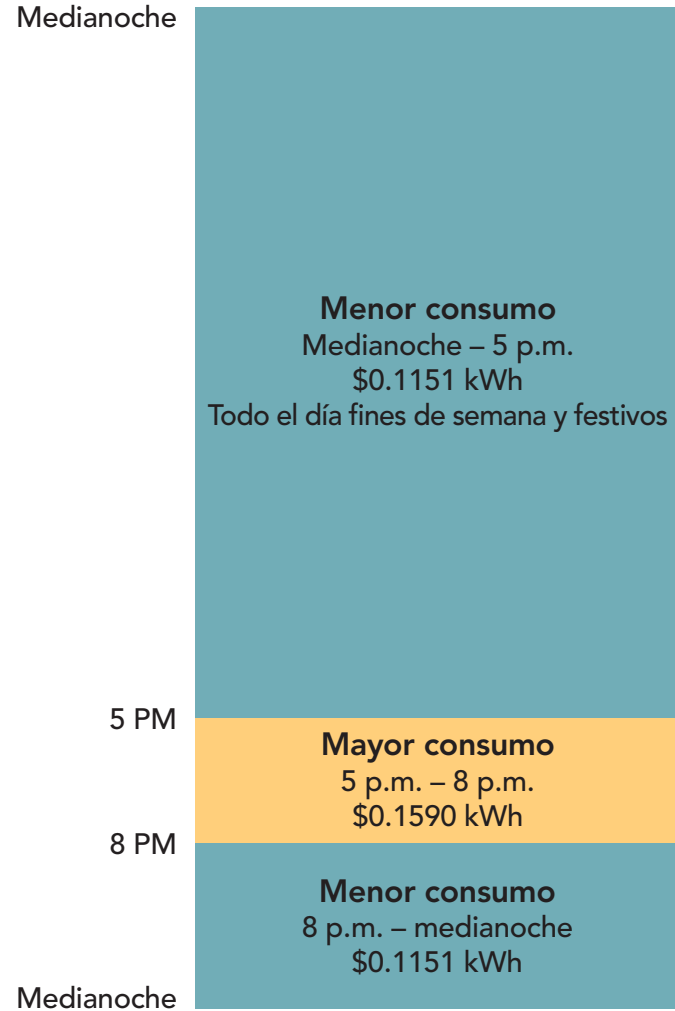 Medianoche
Menor consumo
Medianoche – 5 p.m.
$0.1151 kWh
Todo el día fines de semana y festivos
5 PM
Mayor consumo
5 p.m. – 8 p.m.
$0.1590 kWh
8 PM
Menor consumo
8 p.m. – medianoche
$0.1151 kWh
Medianoche